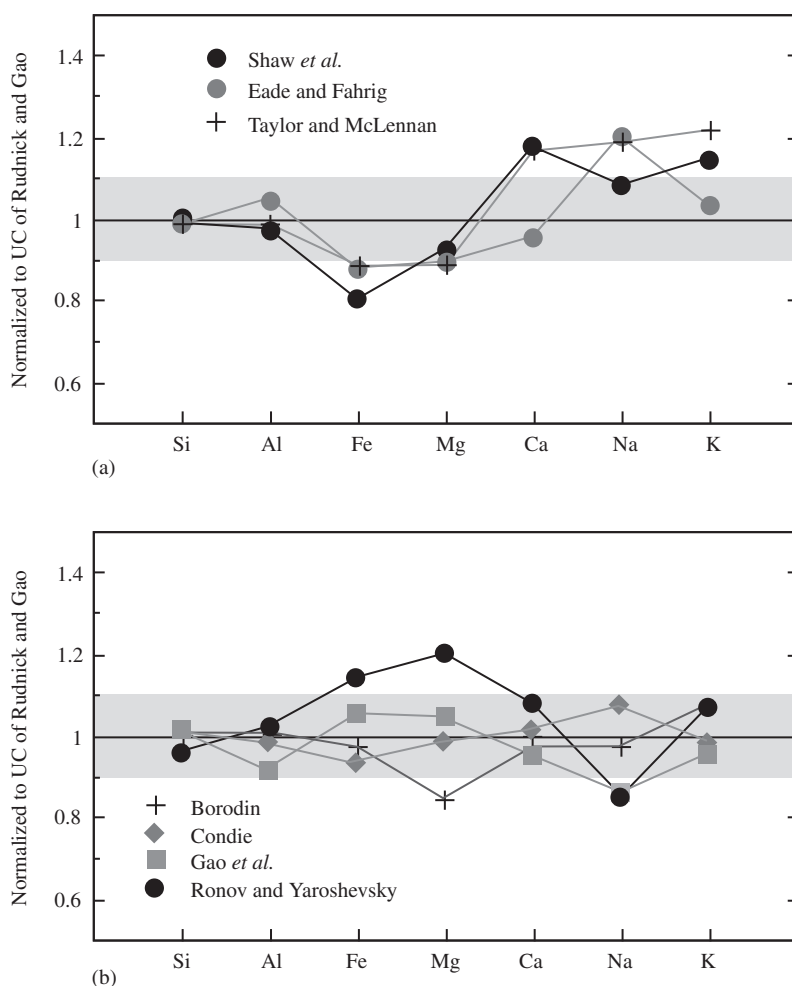 Normalized to UC of Rudnick and Gao
1.4
1.2
1
0.8
0.6
Shaw et al.
Eade and Fahrig
Taylor and McLennan
Si Al Fe Mg Ca Na K
(a)
Normalized to UC of Rudnick and Gao
1.4
1.2
1
0.8
0.6
Borodin
Condie
Gao et al.
Ronov and Yaroshevsky
Si Al Fe Mg Ca Na K
(b)